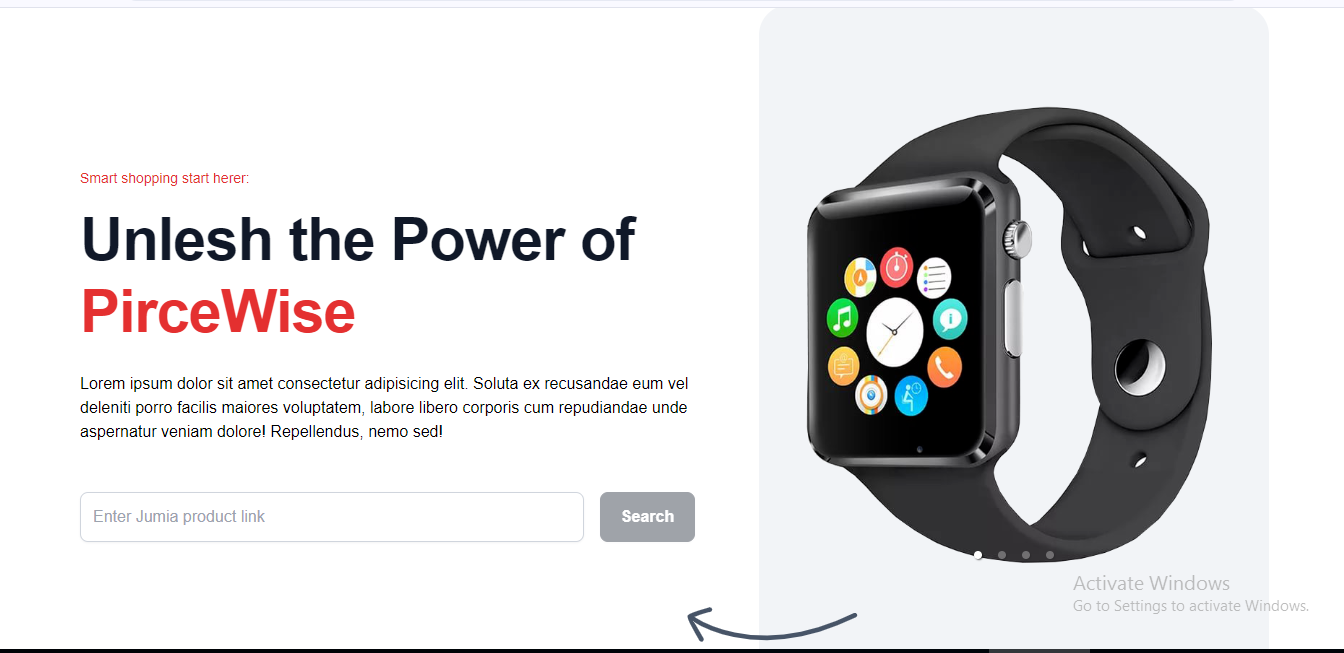 Smart shopping start herer:
Unlesh the Power of
PirceWise
Lorem ipsum dolor sit amet consectetur adipisicing elit. Soluta ex recusandae eum vel
deleniti porro facilis maiores voluptatem, labore libero corporis cum repudiandae unde
aspernatur veniam dolore! Repellendus, nemo sed!
Enter Jumia product link
Search
Activate Windows
Go to Settings to activate Windows.